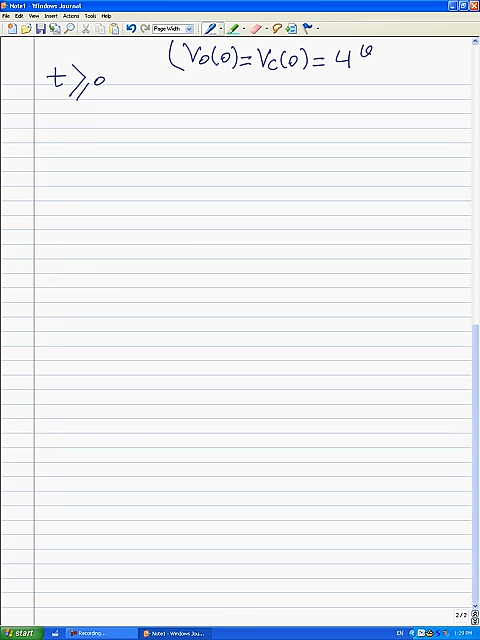 Note1 - Windows Journal
File Edit View Insert Actions Tools Help
Page Width
(Vo(0)=Vc(0)= 4 v
t ≥ 0
2/2
start
Recording...
Note1 - Windows Jou...
EN
1:29 PM